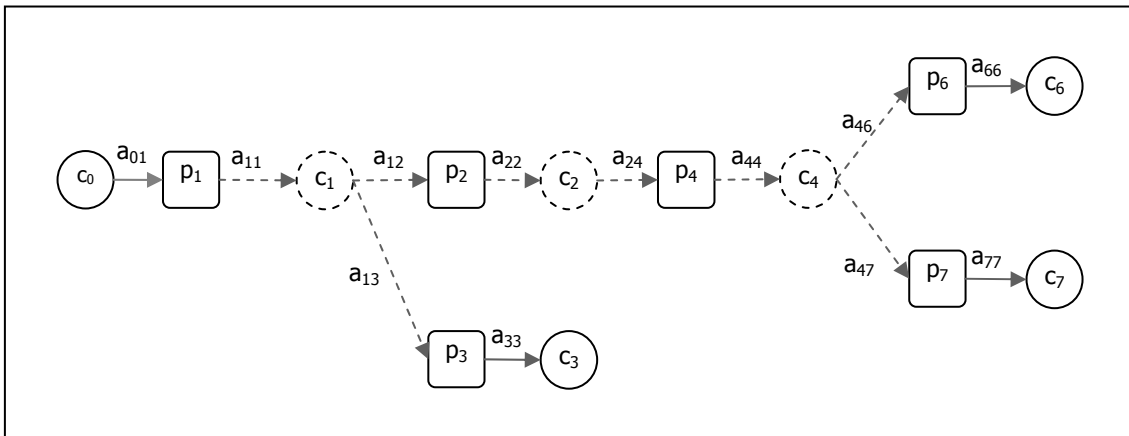 p₆ a₆₆ c₆
a₄₆
a₀₁ a₁₁ a₁₂ a₂₂ a₂₄ a₄₄
c₀ p₁ c₁ p₂ c₂ p₄ c₄
a₁₃ a₄₇ p₇ a₇₇ c₇
p₃ a₃₃ c₃